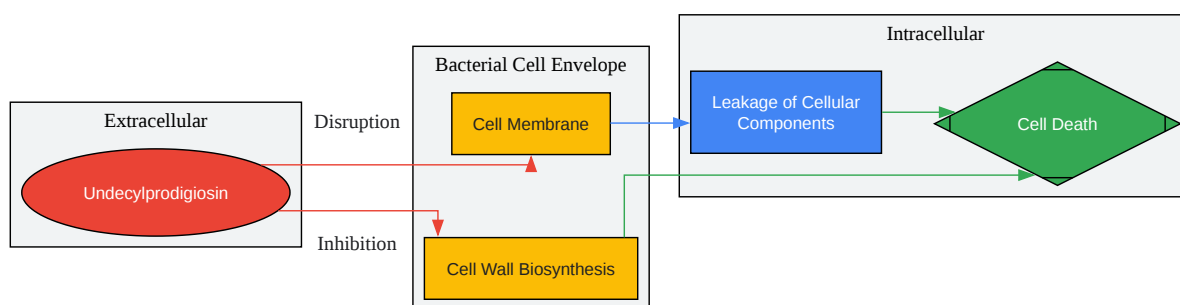 Extracellular
Undecylprodigiosin
Disruption
Inhibition
Bacterial Cell Envelope
Cell Membrane
Cell Wall Biosynthesis
Intracellular
Leakage of Cellular
Components
Cell Death